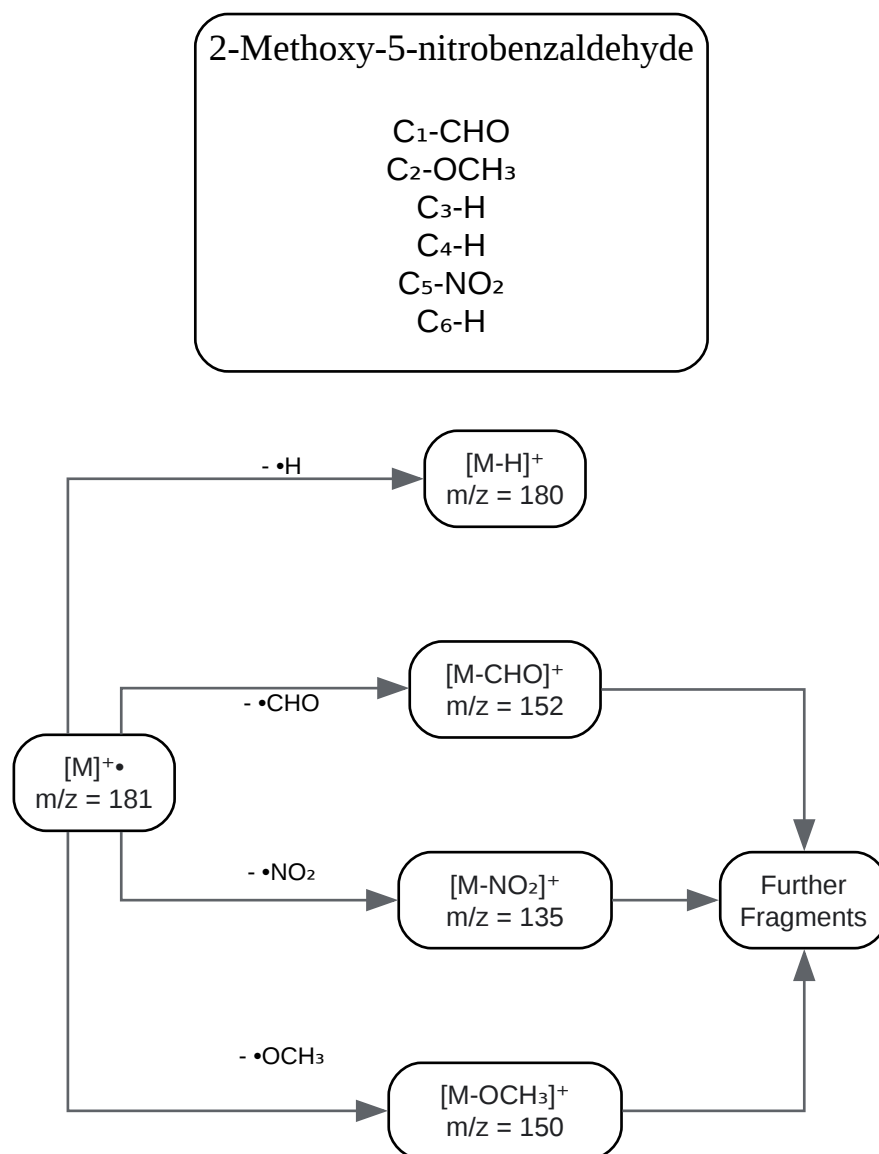 2-Methoxy-5-nitrobenzaldehyde
C₁-CHO
C₂-OCH₃
C₃-H
C₄-H
C₅-NO₂
C₆-H
- •H
[M-H]⁺
m/z = 180
- •CHO
[M-CHO]⁺
m/z = 152
[M]⁺•
m/z = 181
- •NO₂
[M-NO₂]⁺
m/z = 135
Further
Fragments
- •OCH₃
[M-OCH₃]⁺
m/z = 150